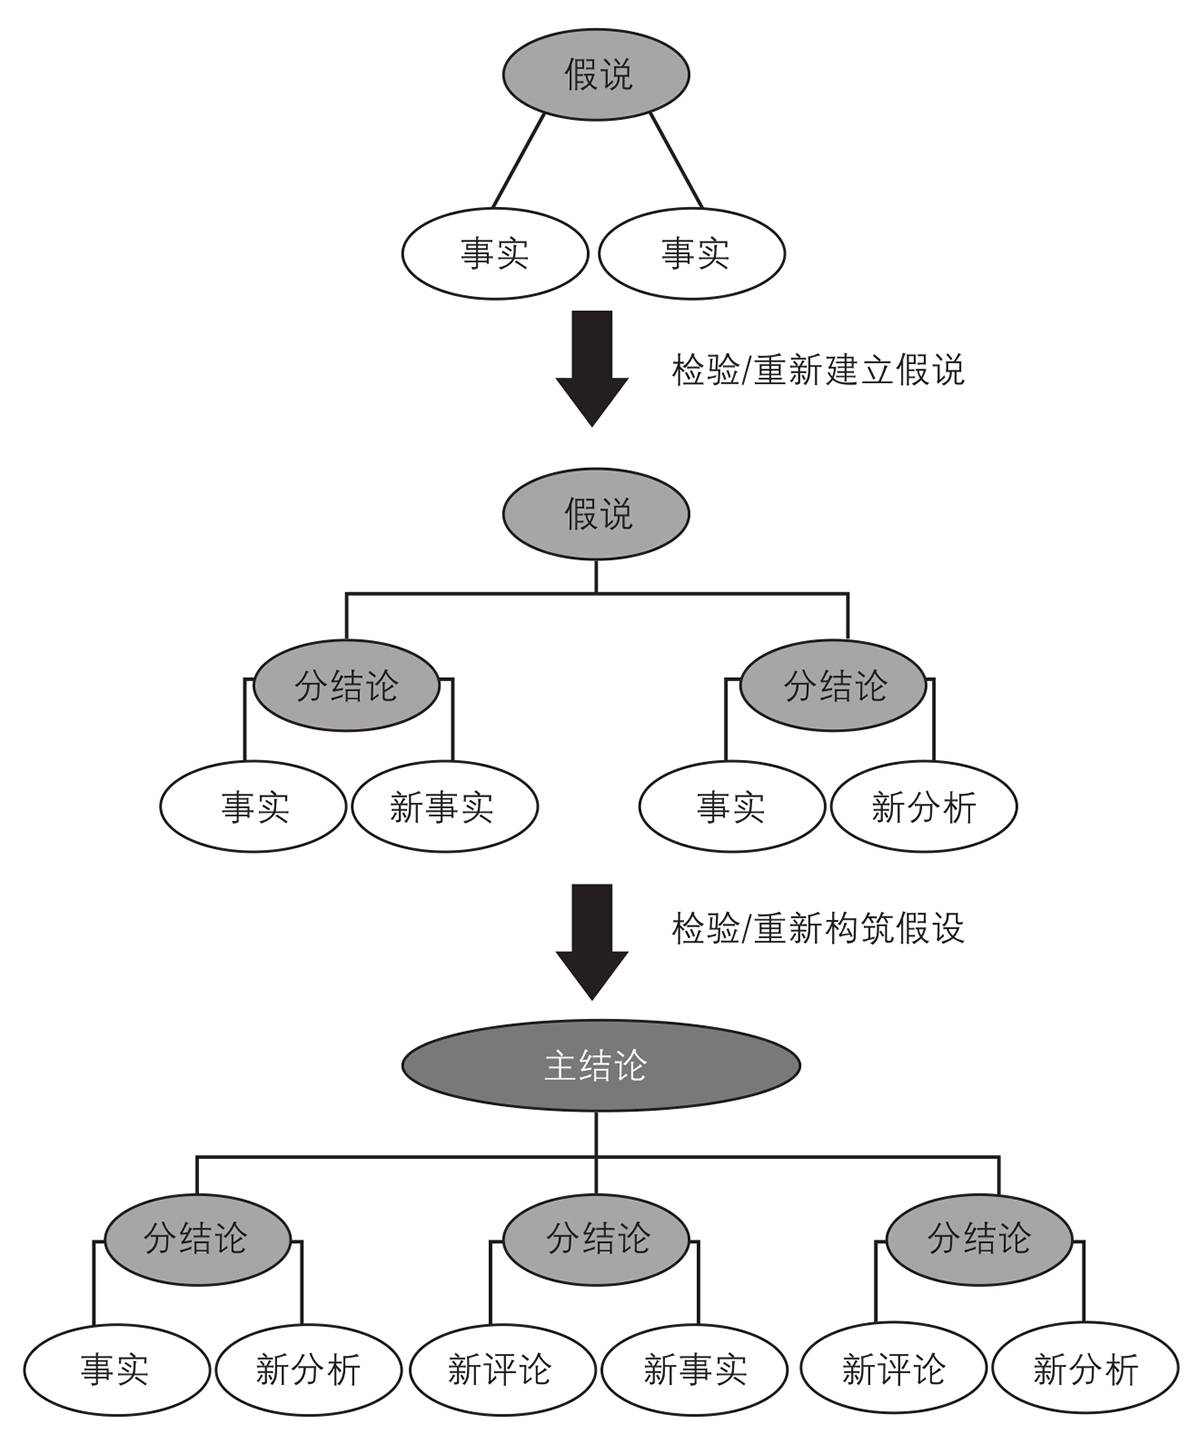 假说
事实 事实
检验/重新建立假说
假说
分结论 分结论
事实 新事实 事实 新分析
检验/重新构筑假设
主结论
分结论 分结论 分结论
事实 新分析 新评论 新事实 新评论 新分析